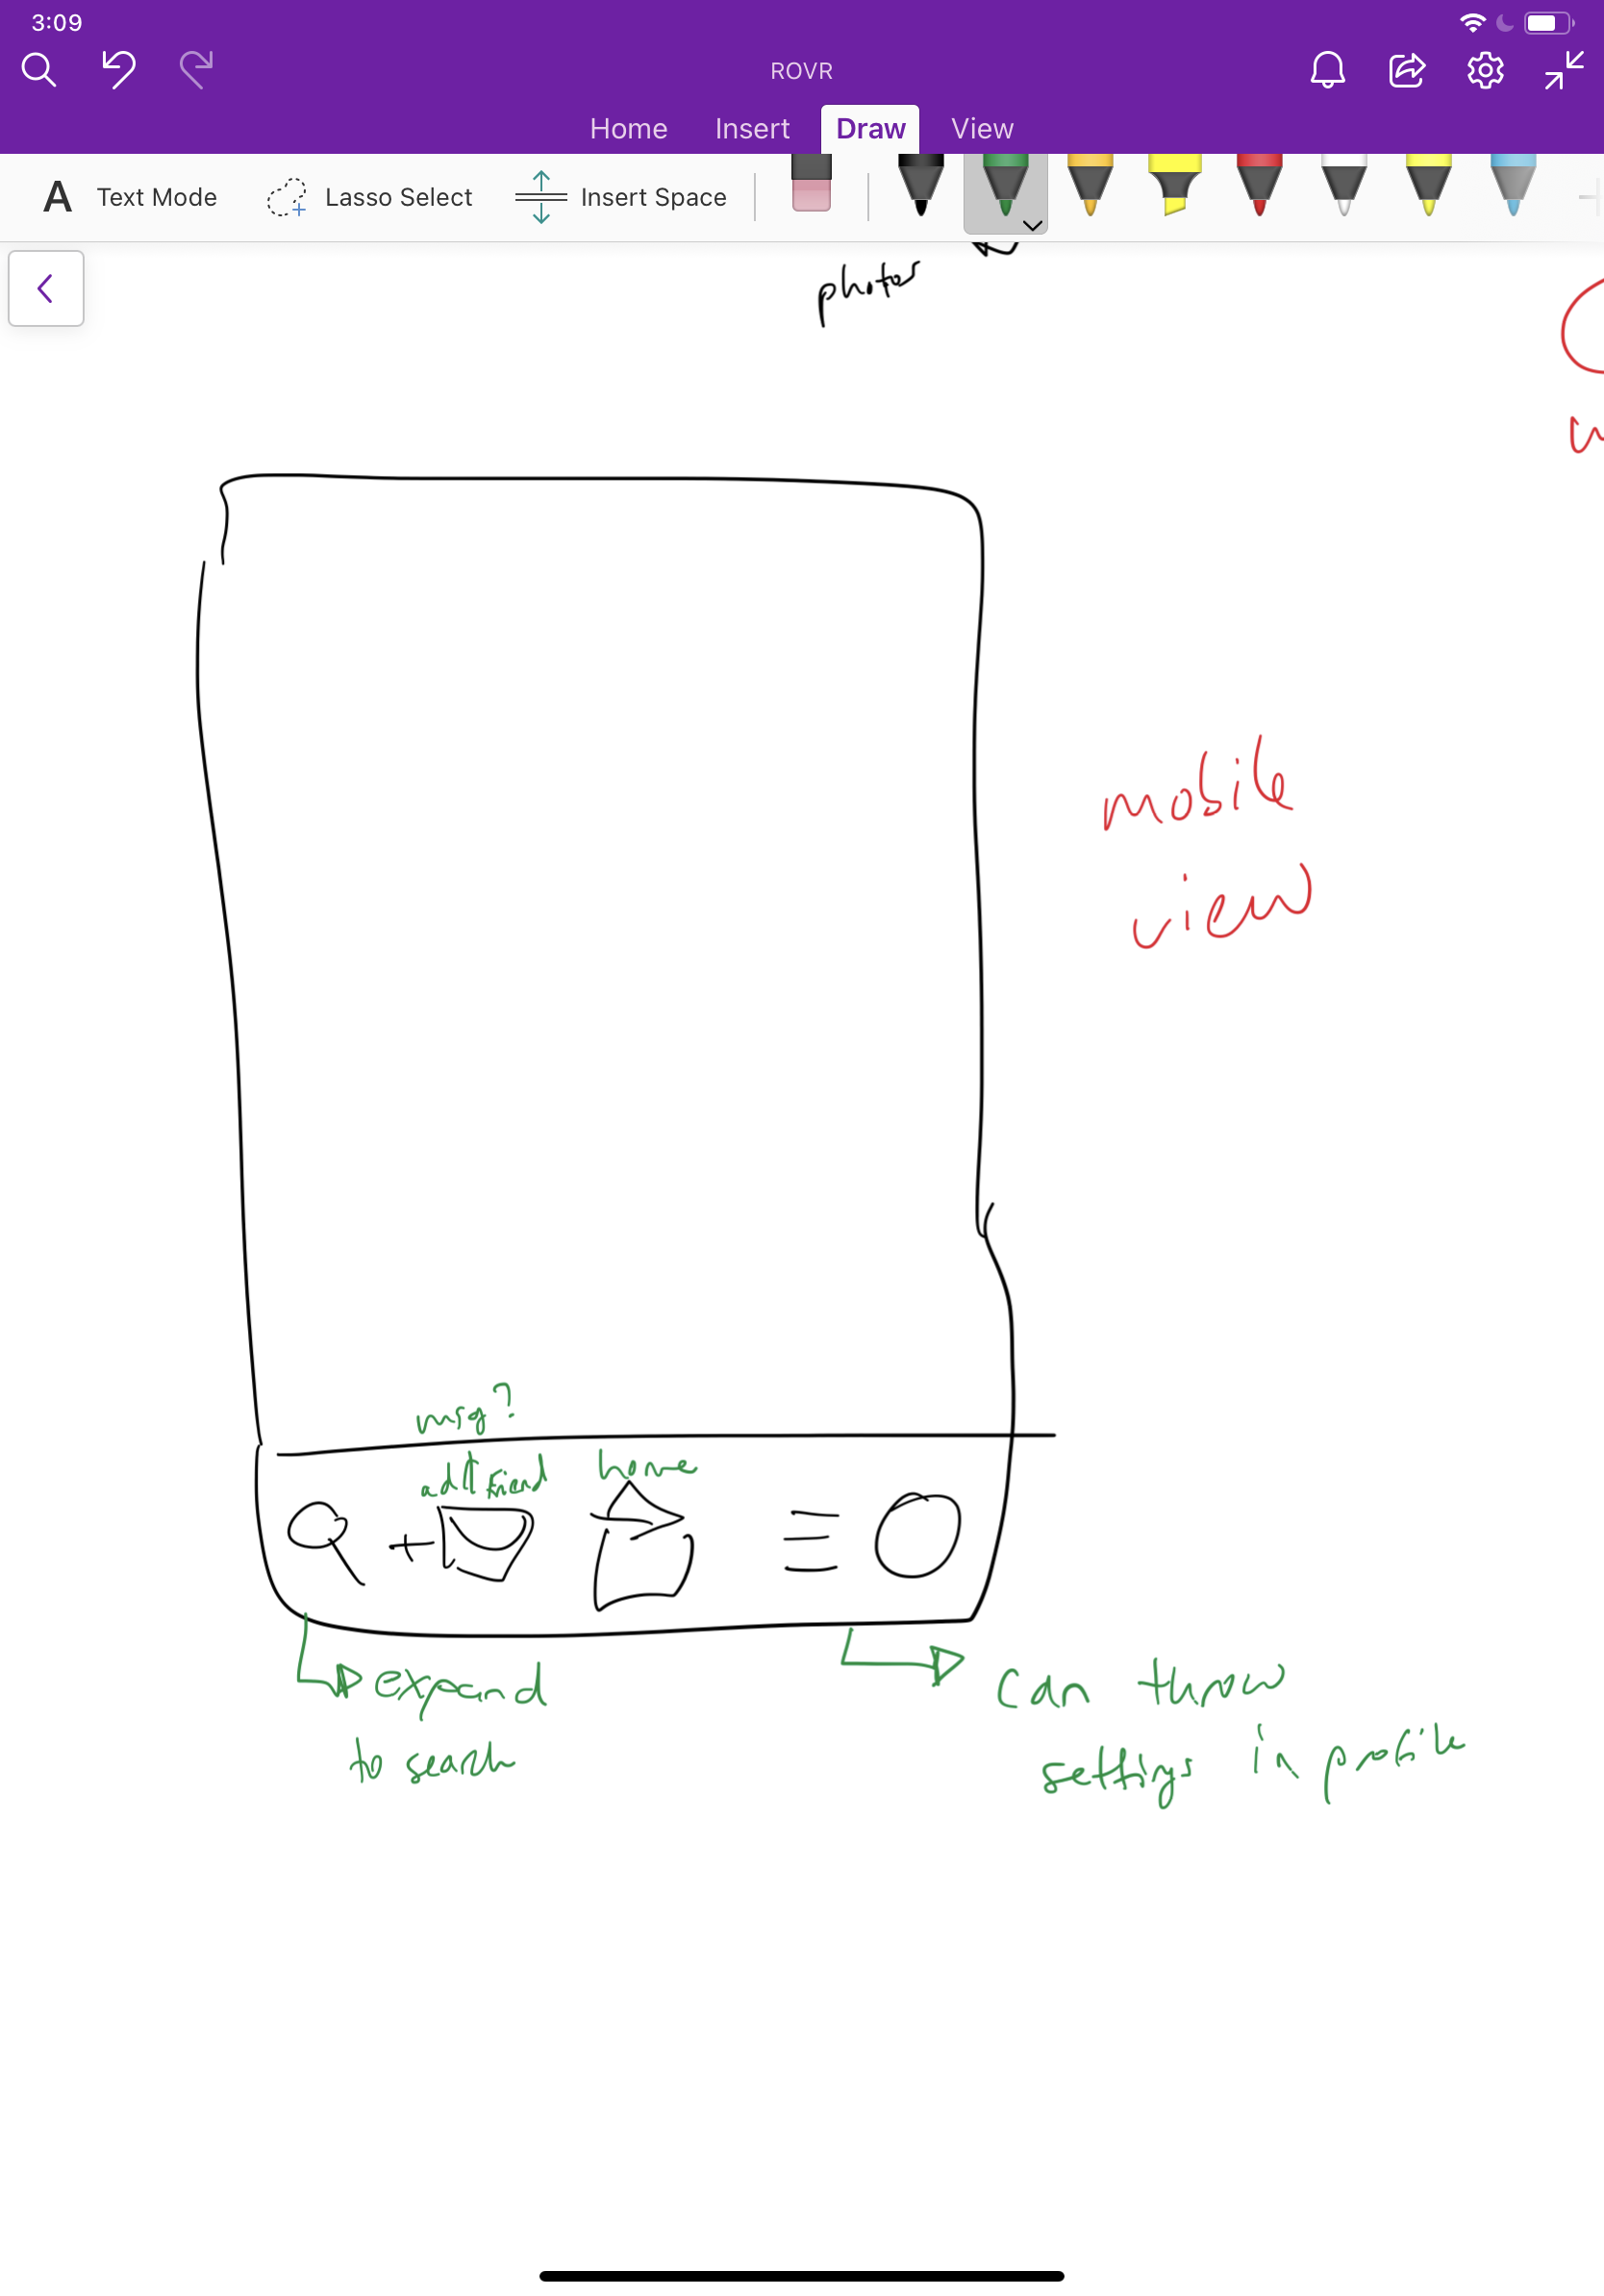 3:09
ROVR
Home Insert Draw View
A Text Mode Lasso Select Insert Space
photos
mobile
view
msg?
add friend
home
expand
to search
can throw
settings in profile